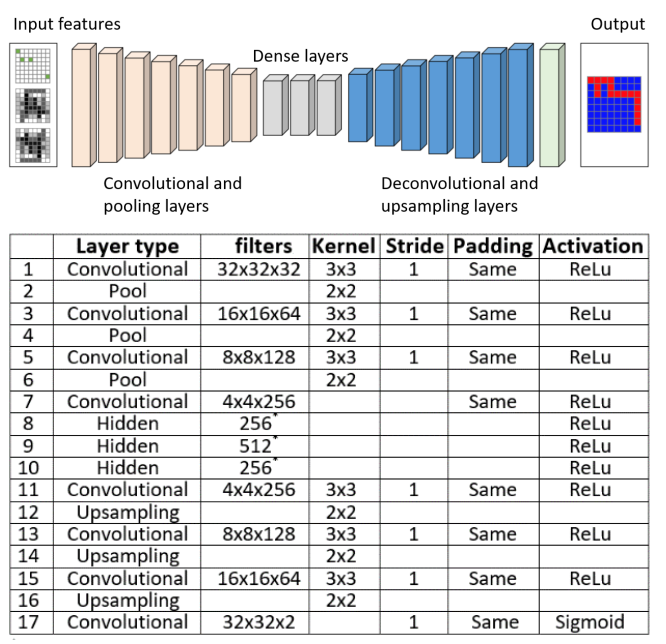 Input features
Output
Dense layers
Convolutional and
pooling layers
Deconvolutional and
upsampling layers
Layer type filters Kernel Stride Padding Activation
1 Convolutional 32x32x32 3x3 1 Same ReLu
2 Pool 2x2
3 Convolutional 16x16x64 3x3 1 Same ReLu
4 Pool 2x2
5 Convolutional 8x8x128 3x3 1 Same ReLu
6 Pool 2x2
7 Convolutional 4x4x256 Same ReLu
8 Hidden 256* ReLu
9 Hidden 512* ReLu
10 Hidden 256* ReLu
11 Convolutional 4x4x256 3x3 1 Same ReLu
12 Upsampling 2x2
13 Convolutional 8x8x128 3x3 1 Same ReLu
14 Upsampling 2x2
15 Convolutional 16x16x64 3x3 1 Same ReLu
16 Upsampling 2x2
17 Convolutional 32x32x2 1 Same Sigmoid